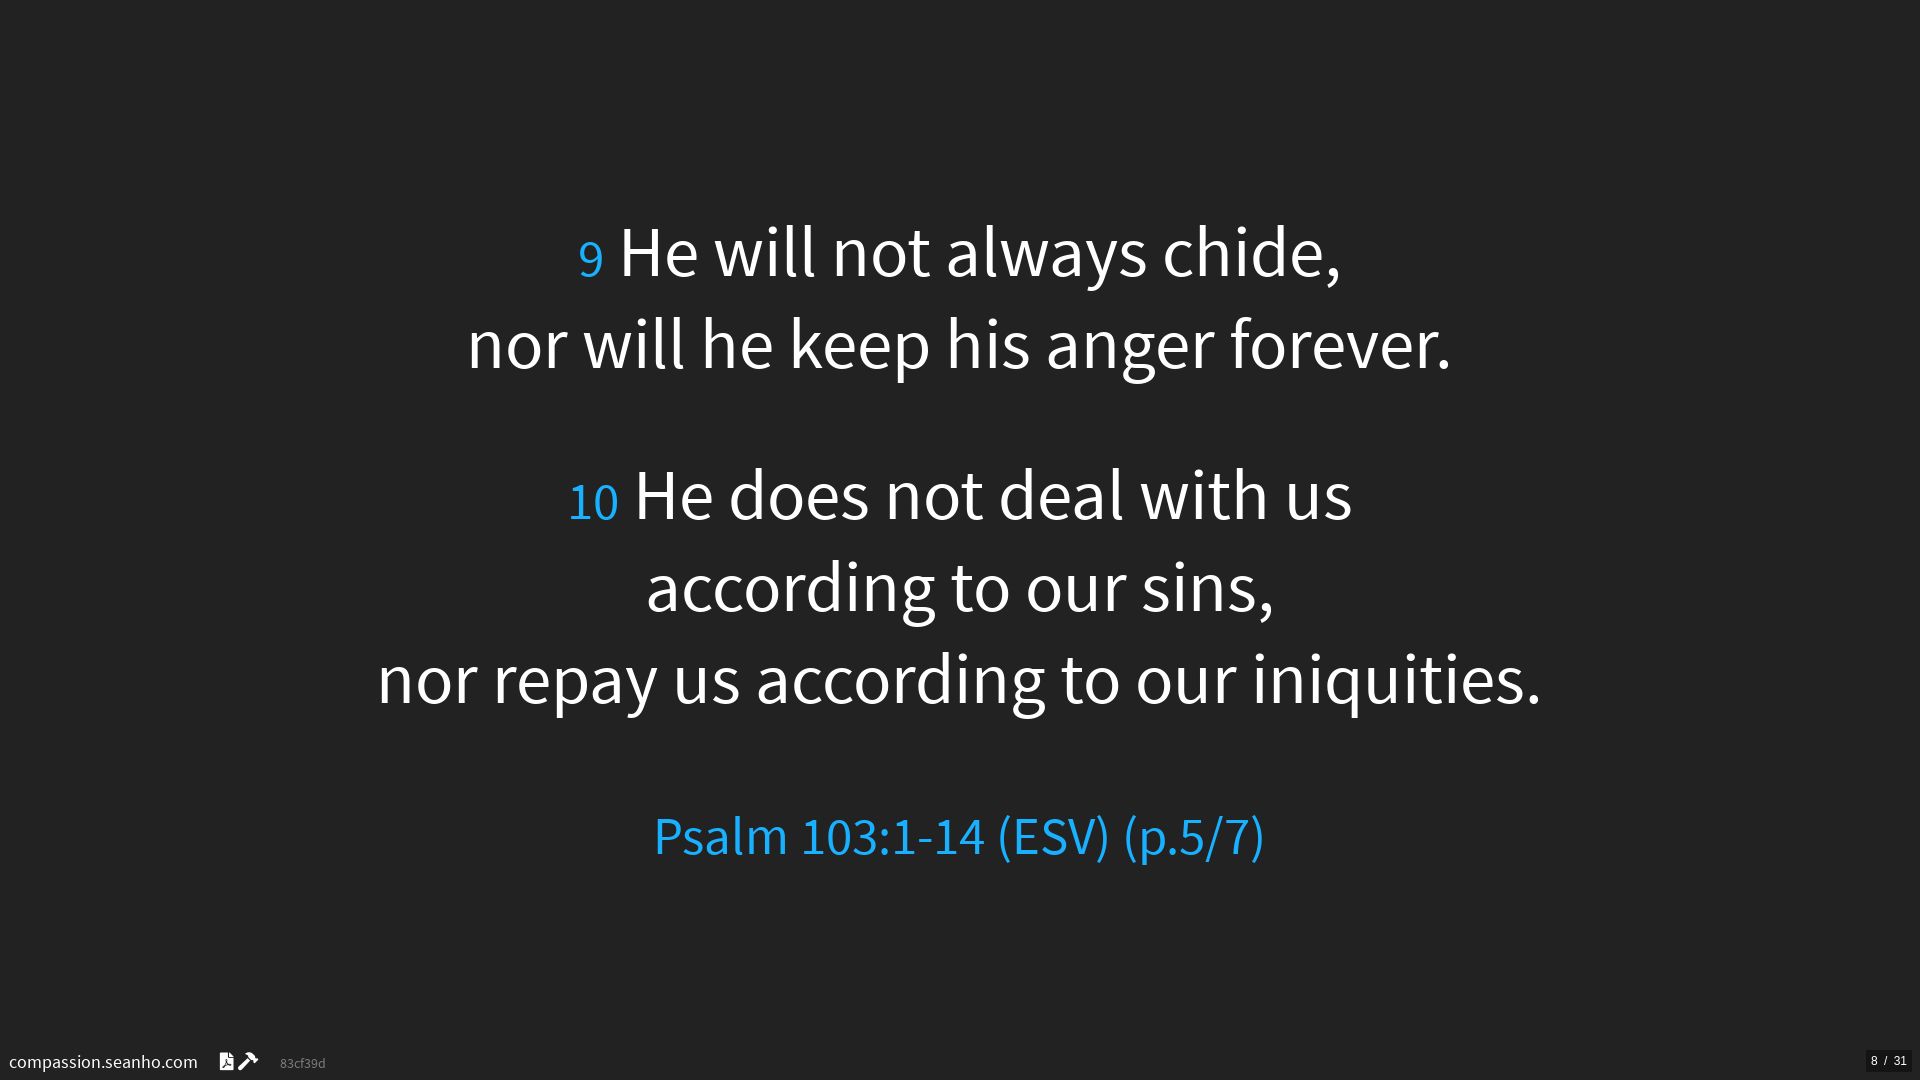 9 He will not always chide,
nor will he keep his anger forever.
10 He does not deal with us
according to our sins,
nor repay us according to our iniquities.
Psalm 103:1-14 (ESV) (p.5/7)
compassion.seanho.com 83cf39d
8 / 31